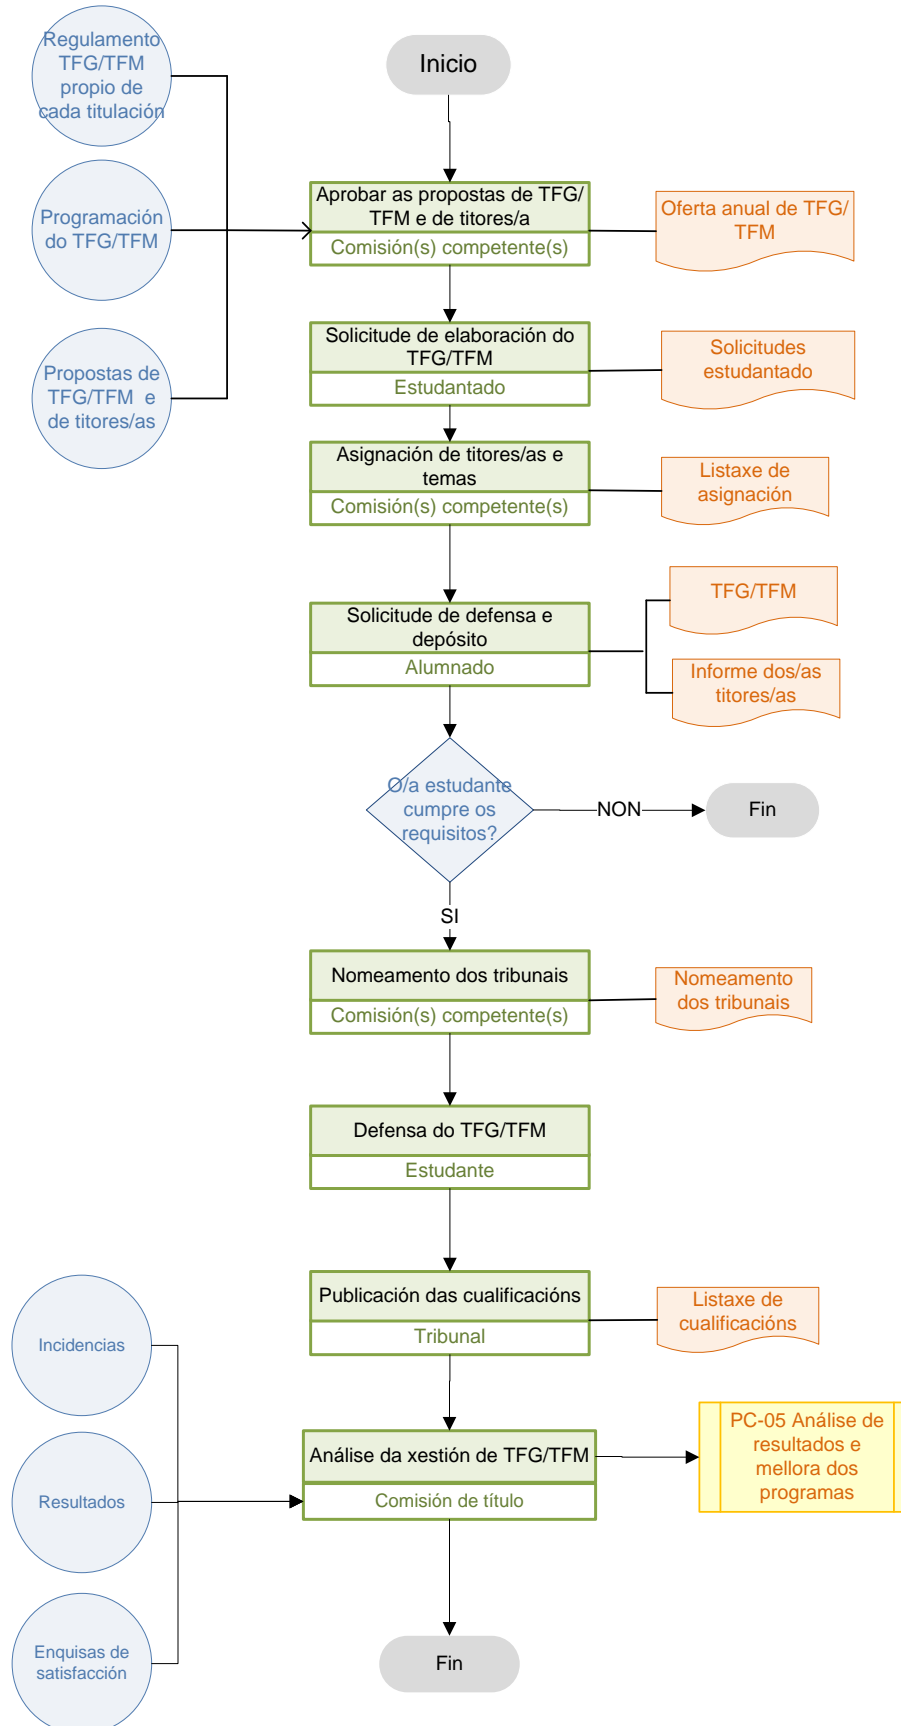 Regulamento
TFG/TFM
propio de
cada titulación
Inicio
Programación
do TFG/TFM
Aprobar as propostas de TFG/
TFM e de titores/a
Comisión(s) competente(s)
Oferta anual de TFG/
TFM
Propostas de
TFG/TFM e
de titores/as
Solicitude de elaboración do
TFG/TFM
Estudantado
Solicitudes
estudantado
Asignación de titores/as e
temas
Comisión(s) competente(s)
Listaxe de
asignación
Solicitude de defensa e
depósito
Alumnado
TFG/TFM
Informe dos/as
titores/as
O/a estudante
cumpre os
requisitos?
NON
Fin
SI
Nomeamento dos tribunais
Comisión(s) competente(s)
Nomeamento
dos tribunais
Defensa do TFG/TFM
Estudante
Publicación das cualificacións
Tribunal
Listaxe de
cualificacións
Incidencias
Resultados
Enquisas de
satisfacción
Análise da xestión de TFG/TFM
Comisión de título
PC-05 Análise de
resultados e
mellora dos
programas
Fin